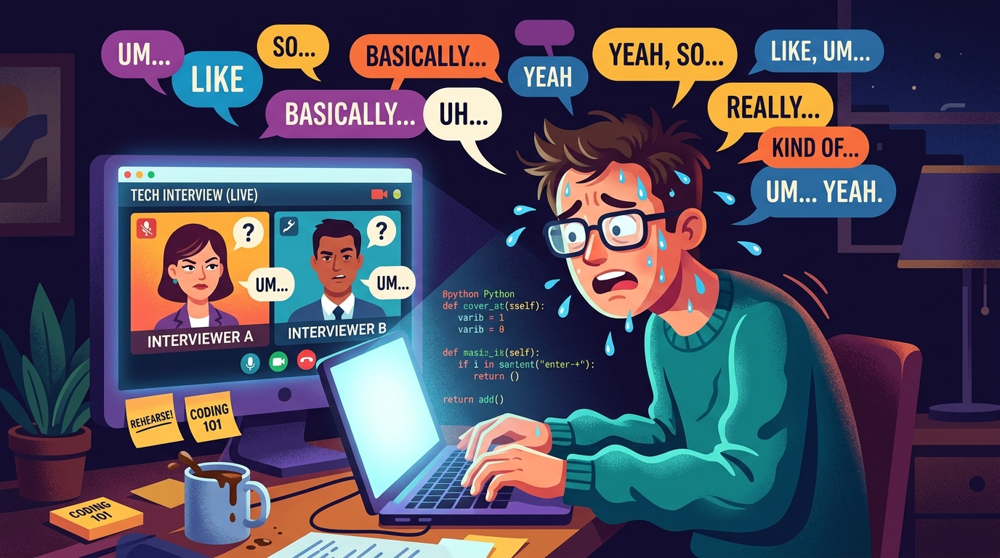 UM...
LIKE
SO...
BASICALLY...
BASICALLY...
UH...
YEAH
YEAH, SO...
LIKE, UM...
REALLY...
KIND OF...
UM... YEAH.
TECH INTERVIEW (LIVE)
?
UM...
INTERVIEWER A
?
UM...
INTERVIEWER B
@python Python
def cover_at(sself):
varib = 1
varib = 0
def masis_ik(self):
if i in santent("enter-+"):
return ()
return add()
REHEARSE!
CODING
101
CODING
101